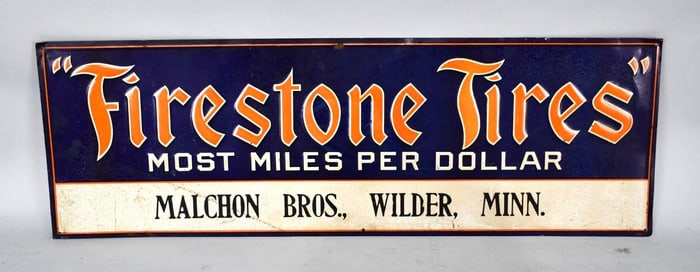 "Firestone Tires"
MOST MILES PER DOLLAR
MALCHON BROS., WILDER, MINN.